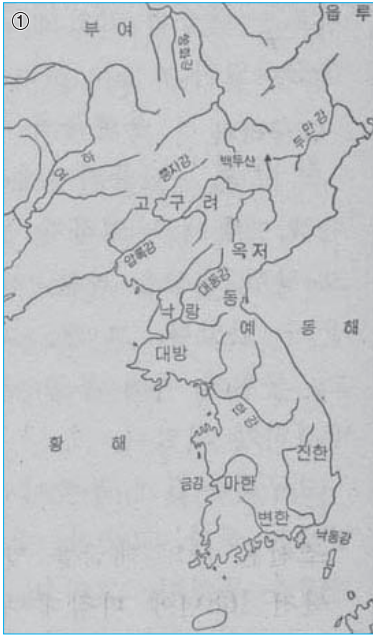 ①
부여
읍루
송화강
두만강
백두산
요하
혼지강
고구려
압록강
옥저
대동강
낙랑
동예
대방
동해
한강
황해
진한
금강
마한
변한
낙동강